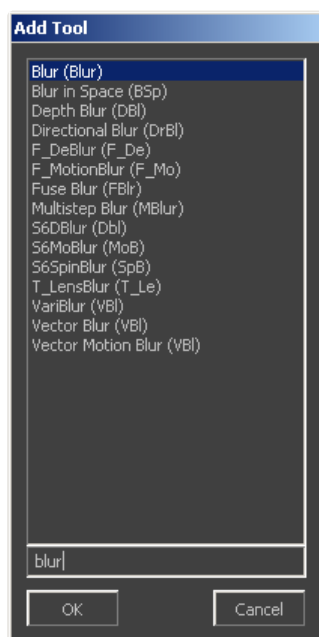 Add Tool
Blur (Blur)
Blur in Space (BSp)
Depth Blur (DBl)
Directional Blur (DrBl)
F_DeBlur (F_De)
F_MotionBlur (F_Mo)
Fuse Blur (FBlr)
Multistep Blur (MBlur)
S6DBlur (Dbl)
S6MoBlur (MoB)
S6SpinBlur (SpB)
T_LensBlur (T_Le)
VariBlur (VBl)
Vector Blur (VBl)
Vector Motion Blur (VBl)
blur
OK Cancel